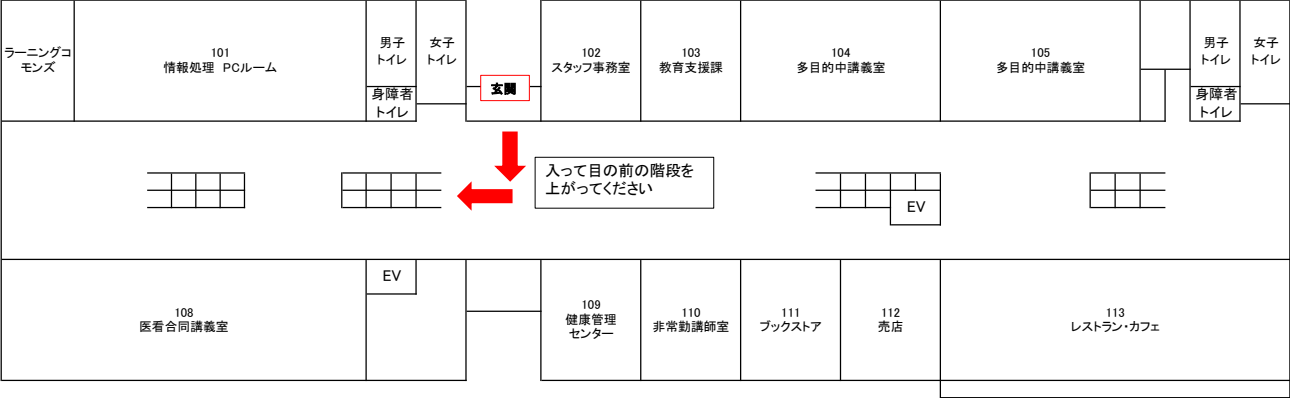 ラーニングコ
モンズ
101
情報処理　PCルーム
男子
トイレ
身障者
トイレ
女子
トイレ
玄関
102
スタッフ事務室
103
教育支援課
104
多目的中講義室
105
多目的中講義室
男子
トイレ
身障者
トイレ
女子
トイレ
入って目の前の階段を
上がってください
EV
108
医看合同講義室
EV
109
健康管理
センター
110
非常勤講師室
111
ブックストア
112
売店
113
レストラン・カフェ